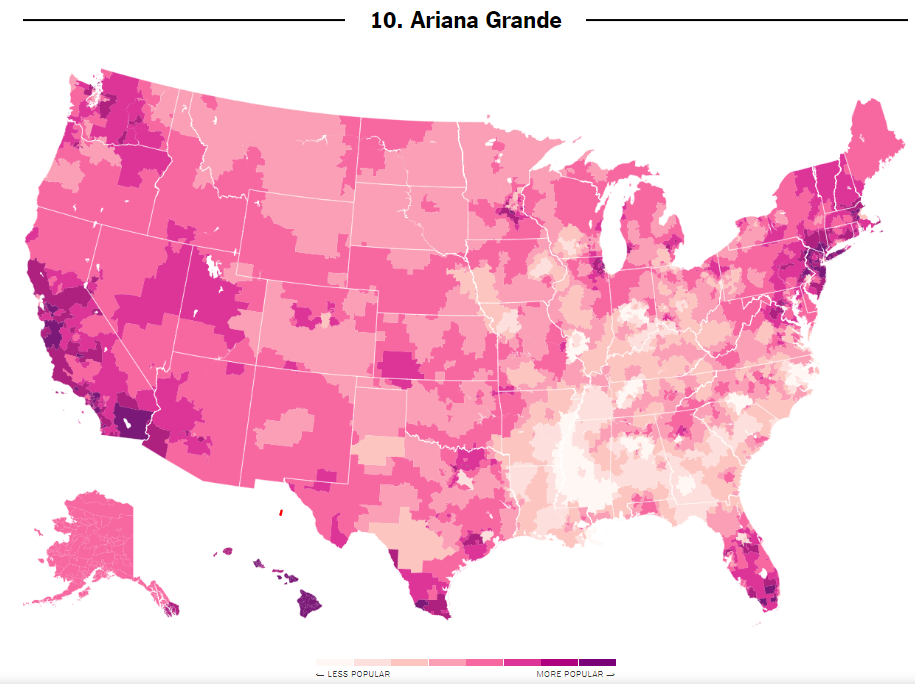 10. Ariana Grande
← LESS POPULAR MORE POPULAR →